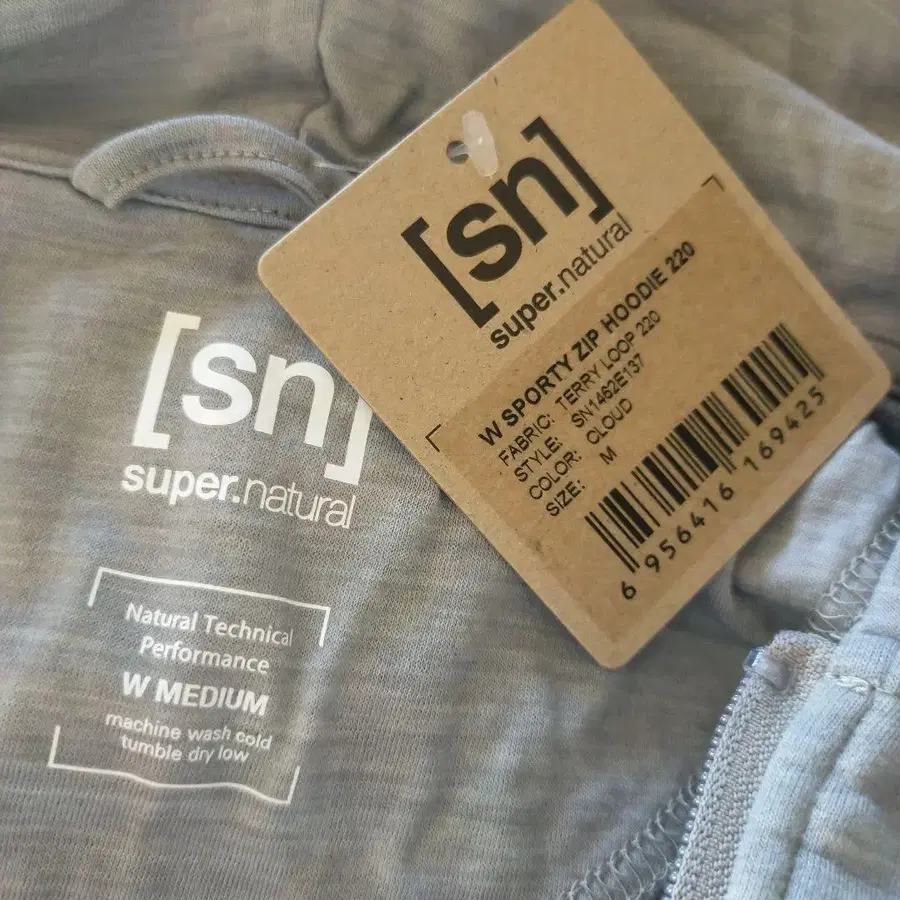 [sn]
super.natural
W SPORTY ZIP HOODIE 220
FABRIC: TERRY LOOP 220
STYLE: SN1462E137
COLOR: CLOUD
SIZE: M
6 956416 169425
[sn]
super.natural
Natural Technical
Performance
W MEDIUM
machine wash cold
tumble dry low